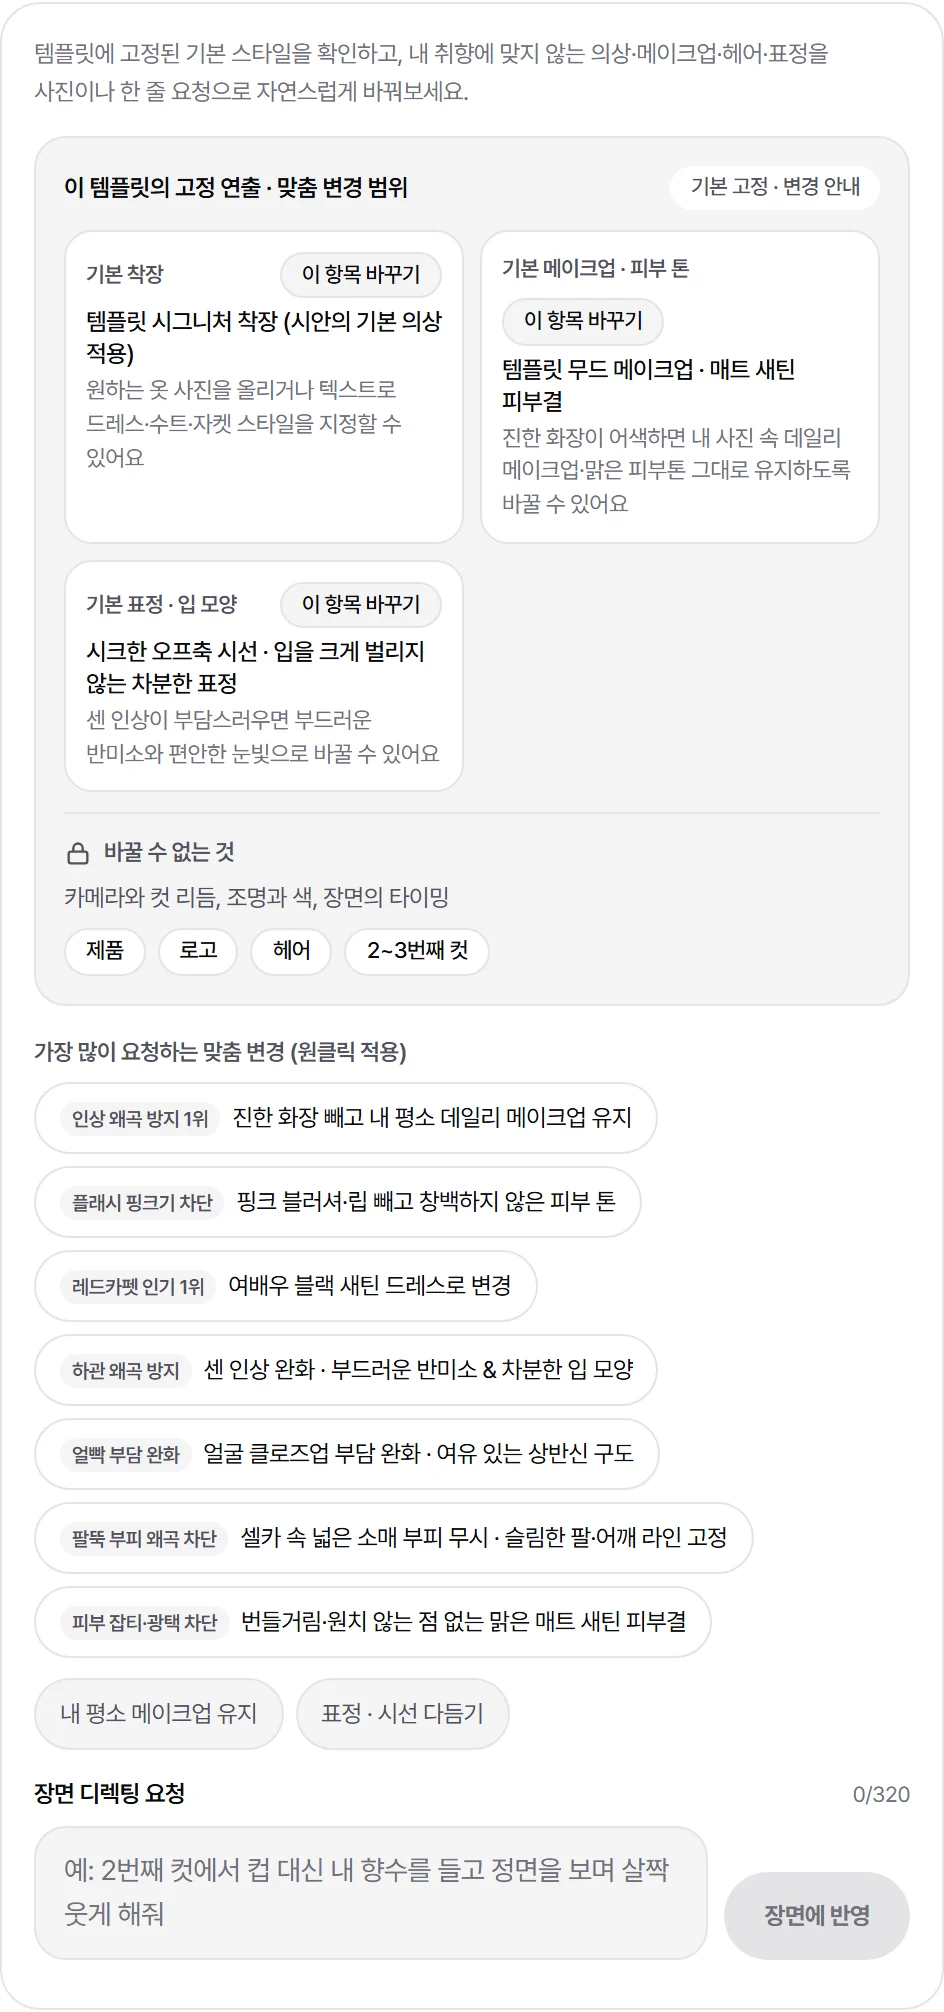 템플릿에 고정된 기본 스타일을 확인하고, 내 취향에 맞지 않는 의상·메이크업·헤어·표정을
사진이나 한 줄 요청으로 자연스럽게 바꿔보세요.
이 템플릿의 고정 연출 · 맞춤 변경 범위
기본 고정 · 변경 안내
기본 착장
이 항목 바꾸기
템플릿 시그니처 착장 (시안의 기본 의상
적용)
원하는 옷 사진을 올리거나 텍스트로
드레스·수트·자켓 스타일을 지정할 수
있어요
기본 메이크업 · 피부 톤
이 항목 바꾸기
템플릿 무드 메이크업 · 매트 새틴
피부결
진한 화장이 어색하면 내 사진 속 데일리
메이크업·맑은 피부톤 그대로 유지하도록
바꿀 수 있어요
기본 표정 · 입 모양
이 항목 바꾸기
시크한 오프축 시선 · 입을 크게 벌리지
않는 차분한 표정
센 인상이 부담스러우면 부드러운
반미소와 편안한 눈빛으로 바꿀 수 있어요
바꿀 수 없는 것
카메라와 컷 리듬, 조명과 색, 장면의 타이밍
제품
로고
헤어
2~3번째 컷
가장 많이 요청하는 맞춤 변경 (원클릭 적용)
인상 왜곡 방지 1위 진한 화장 빼고 내 평소 데일리 메이크업 유지
플래시 핑크기 차단 핑크 블러셔·립 빼고 창백하지 않은 피부 톤
레드카펫 인기 1위 여배우 블랙 새틴 드레스로 변경
하관 왜곡 방지 센 인상 완화 · 부드러운 반미소 & 차분한 입 모양
얼빡 부담 완화 얼굴 클로즈업 부담 완화 · 여유 있는 상반신 구도
팔뚝 부피 왜곡 차단 셀카 속 넓은 소매 부피 무시 · 슬림한 팔·어깨 라인 고정
피부 잡티·광택 차단 번들거림·원치 않는 점 없는 맑은 매트 새틴 피부결
내 평소 메이크업 유지
표정 · 시선 다듬기
장면 디렉팅 요청
0/320
예: 2번째 컷에서 컵 대신 내 향수를 들고 정면을 보며 살짝
웃게 해줘
장면에 반영